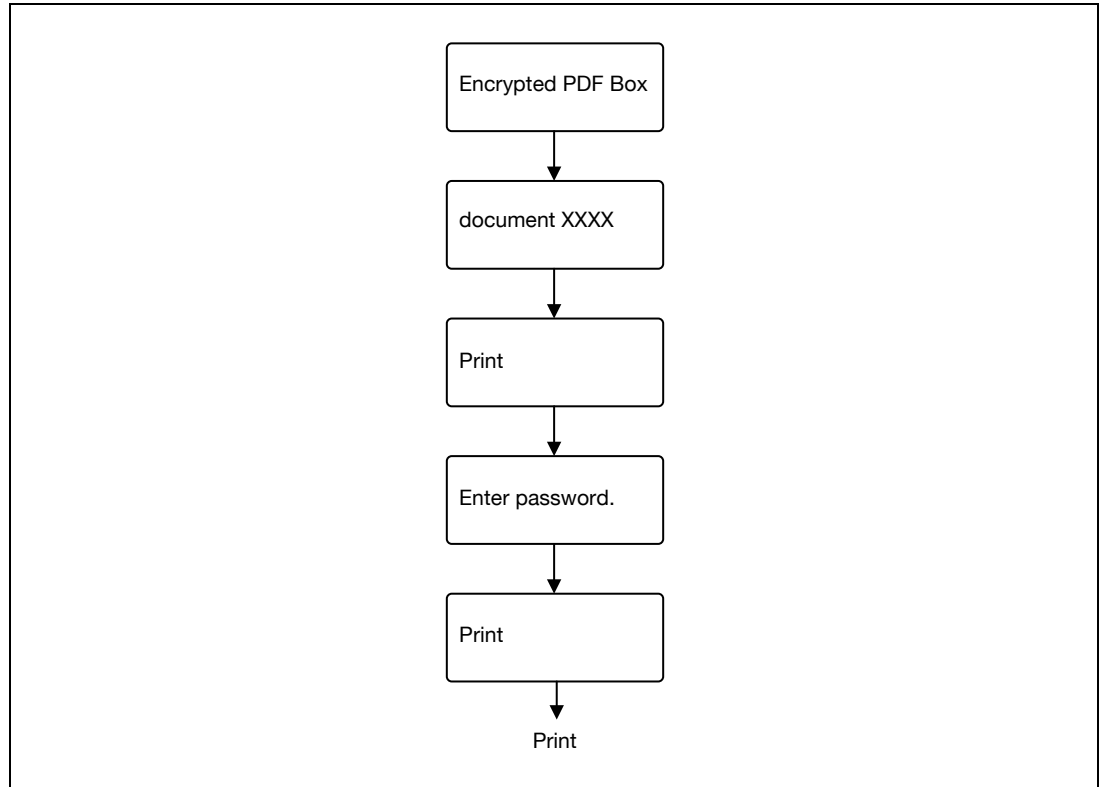 Encrypted PDF Box
document XXXX
Print
Enter password.
Print
Print